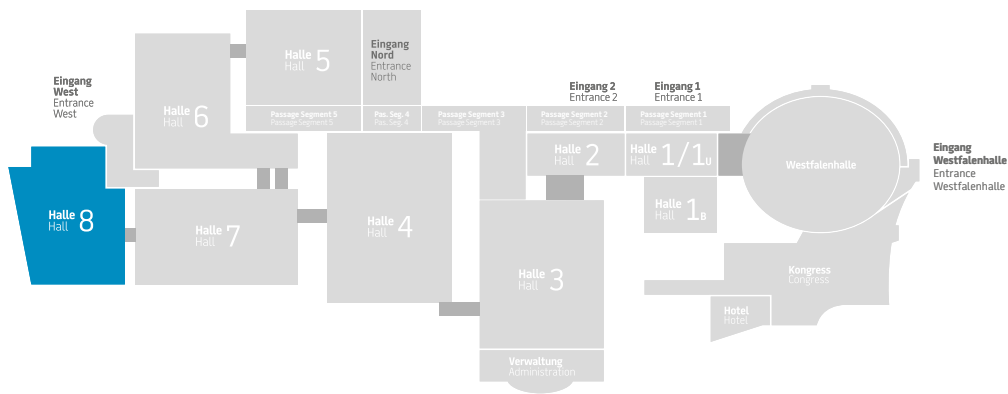 Halle
Hall 5
Eingang
Nord
Entrance
North
Eingang
West
Entrance
West
Halle
Hall 6
Passage Segment 5
Passage Segment 5
Pas. Seg. 4
Pas. Seg. 4
Passage Segment 3
Passage Segment 3
Eingang 2
Entrance 2
Eingang 1
Entrance 1
Passage Segment 2
Passage Segment 2
Passage Segment 1
Passage Segment 1
Halle
Hall 2
Halle
Hall 1/1U
Westfalenhalle
Eingang
Westfalenhalle
Entrance
Westfalenhalle
Halle
Hall 8
Halle
Hall 7
Halle
Hall 4
Halle
Hall 1B
Halle
Hall 3
Kongress
Congress
Hotel
Hotel
Verwaltung
Administration